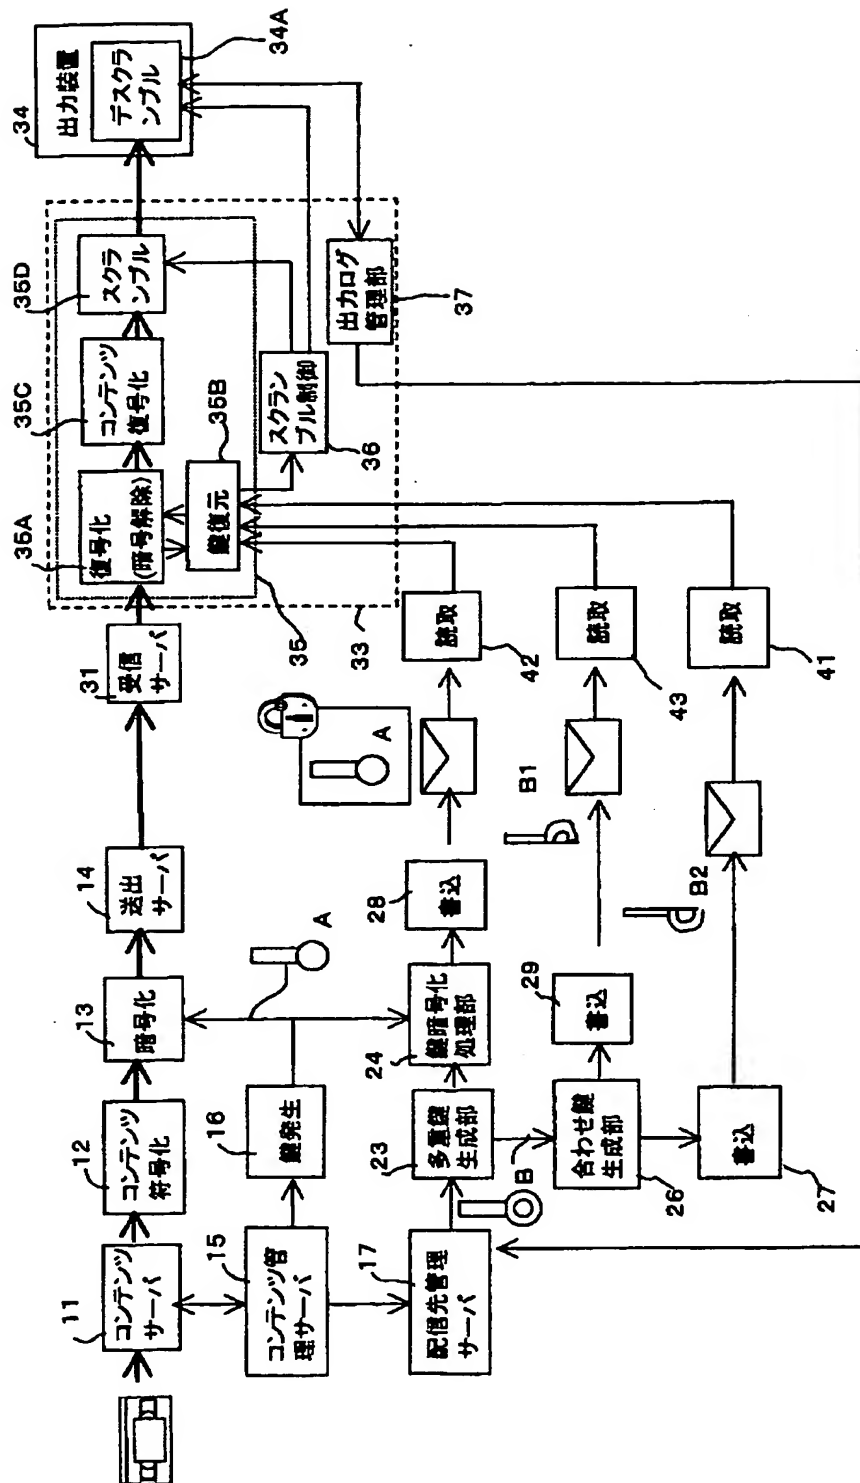 11
コンテンツ
サーバ
12
コンテンツ
符号化
13
暗号化
14
送出
サーバ
31
受信
サーバ
35A
復号化
(暗号解除)
35C
コンテンツ
復号化
35D
スクラ
ンブル
34
出力装置
デスクラ
ンブル
34A
15
コンテンツ管
理サーバ
16
鍵発生
A
35B
鍵復元
35
33
スクラン
ブル制御
36
出力ログ
管理部
37
17
配信先管理
サーバ
23
多重鍵
生成部
24
鍵暗号化
処理部
28
書込
A
読取
42
B
合わせ鍵
生成部
26
29
書込
B1
読取
43
書込
27
B2
読取
41